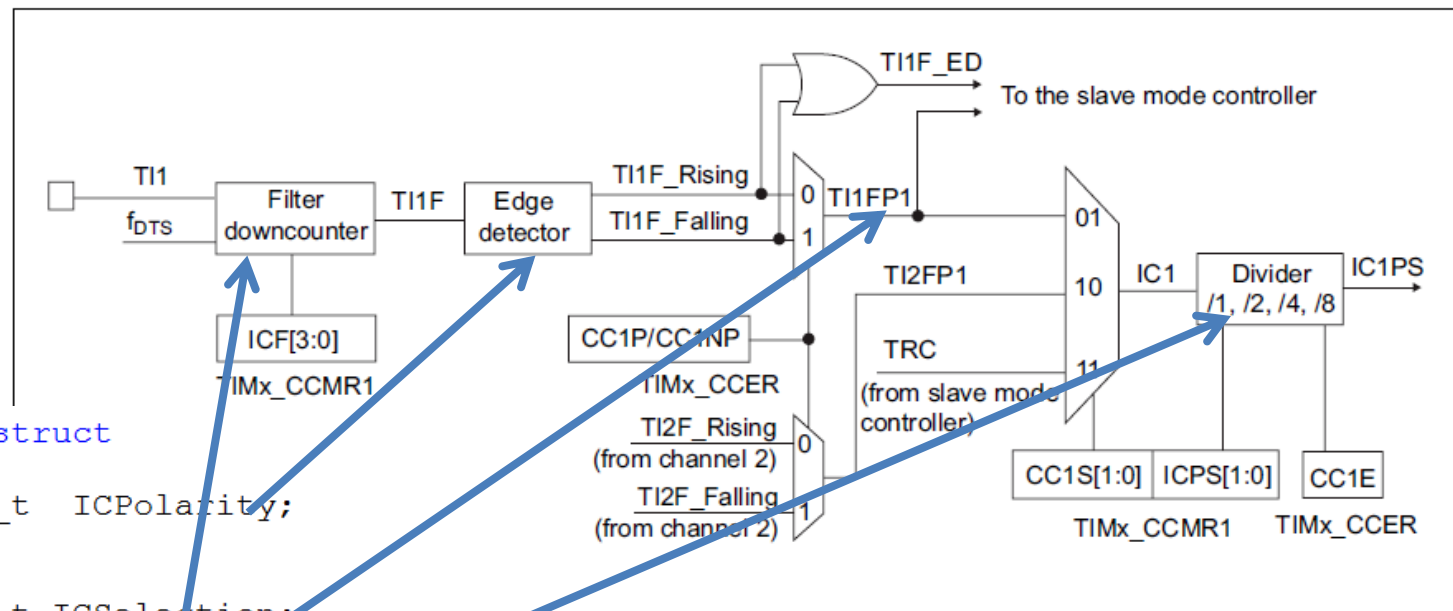 TI1F_ED
To the slave mode controller
TI1
f_DTS
Filter
downcounter
TI1F
Edge
detector
TI1F_Rising
TI1F_Falling
0
1
TI1FP1
01
10
11
TI2FP1
TRC
(from slave mode
controller)
IC1
Divider
/1, /2, /4, /8
IC1PS
ICF[3:0]
TIMx_CCMR1
CC1P/CC1NP
TIMx_CCER
TI2F_Rising
(from channel 2)
TI2F_Falling
(from channel 2)
0
1
CC1S[1:0]
ICPS[1:0]
CC1E
TIMx_CCMR1
TIMx_CCER
struct
_t ICPolarity;